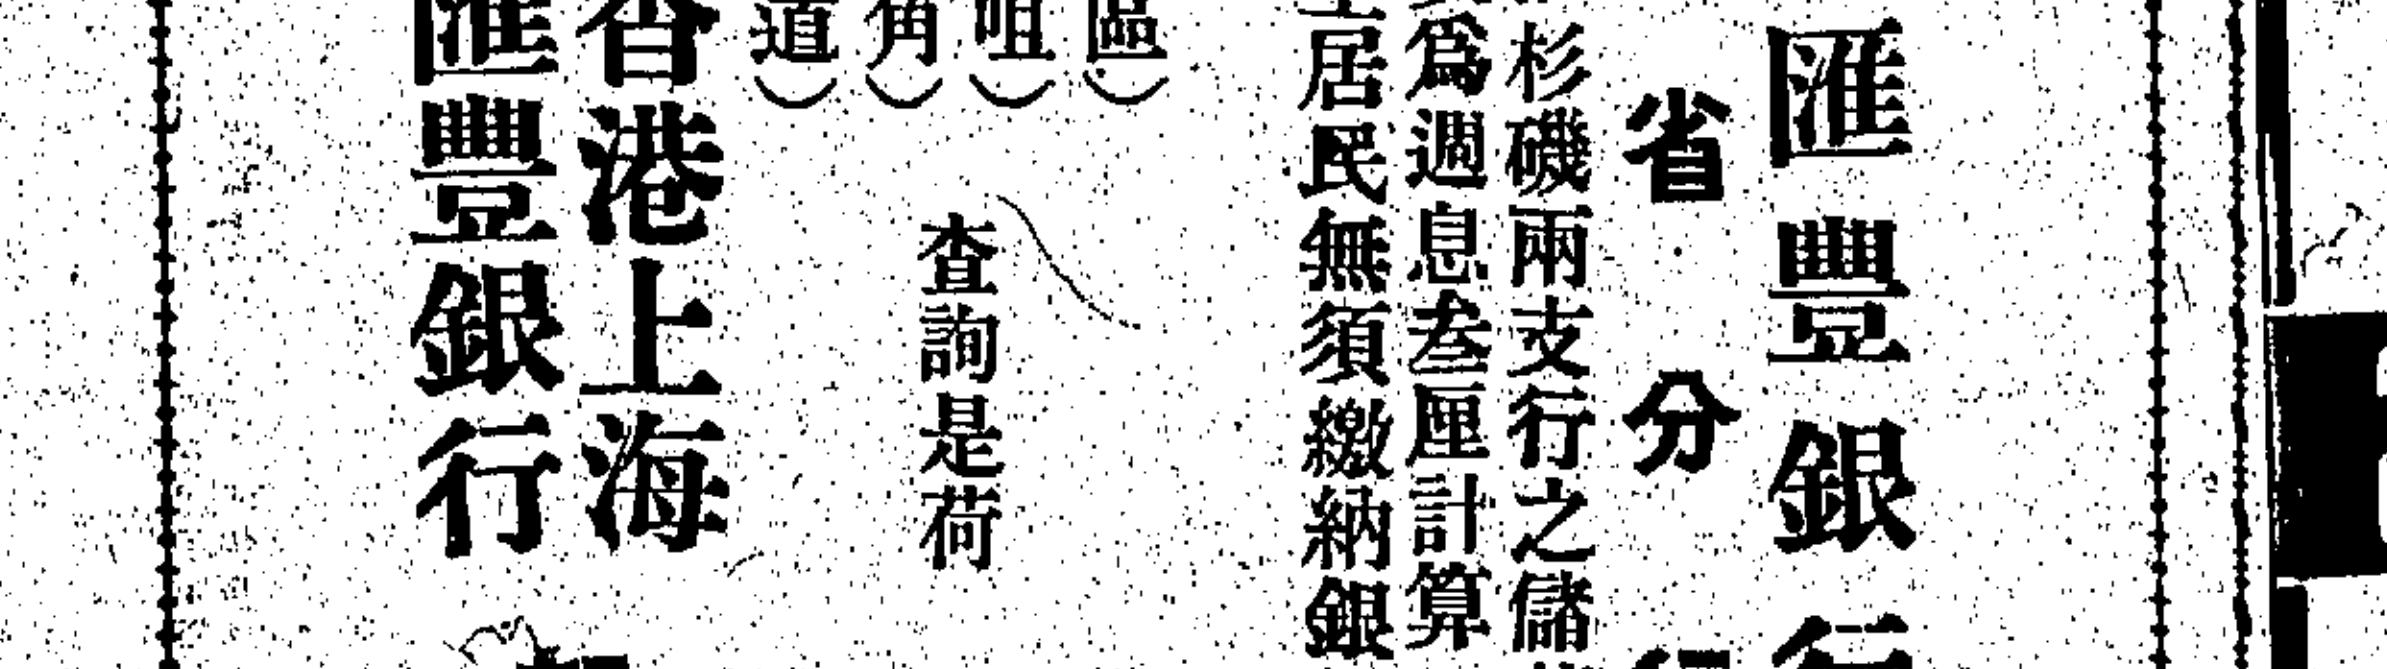 匯豐銀行
省分行
杉磯兩支行之儲
爲週息叁厘計算
居民無須繳納銀
區）
咀）
角）
道）
查詢是荷
香港上海
匯豐銀行